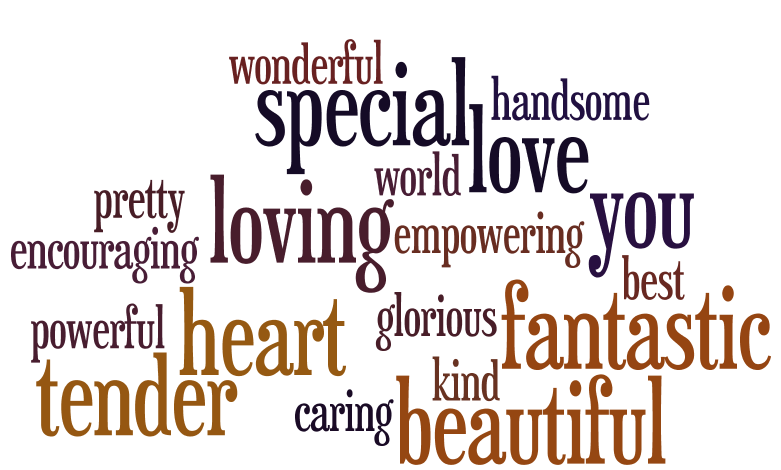 wonderful
special
handsome
love
world
pretty
loving
you
empowering
encouraging
best
glorious
fantastic
powerful
heart
kind
tender
caring
beautiful